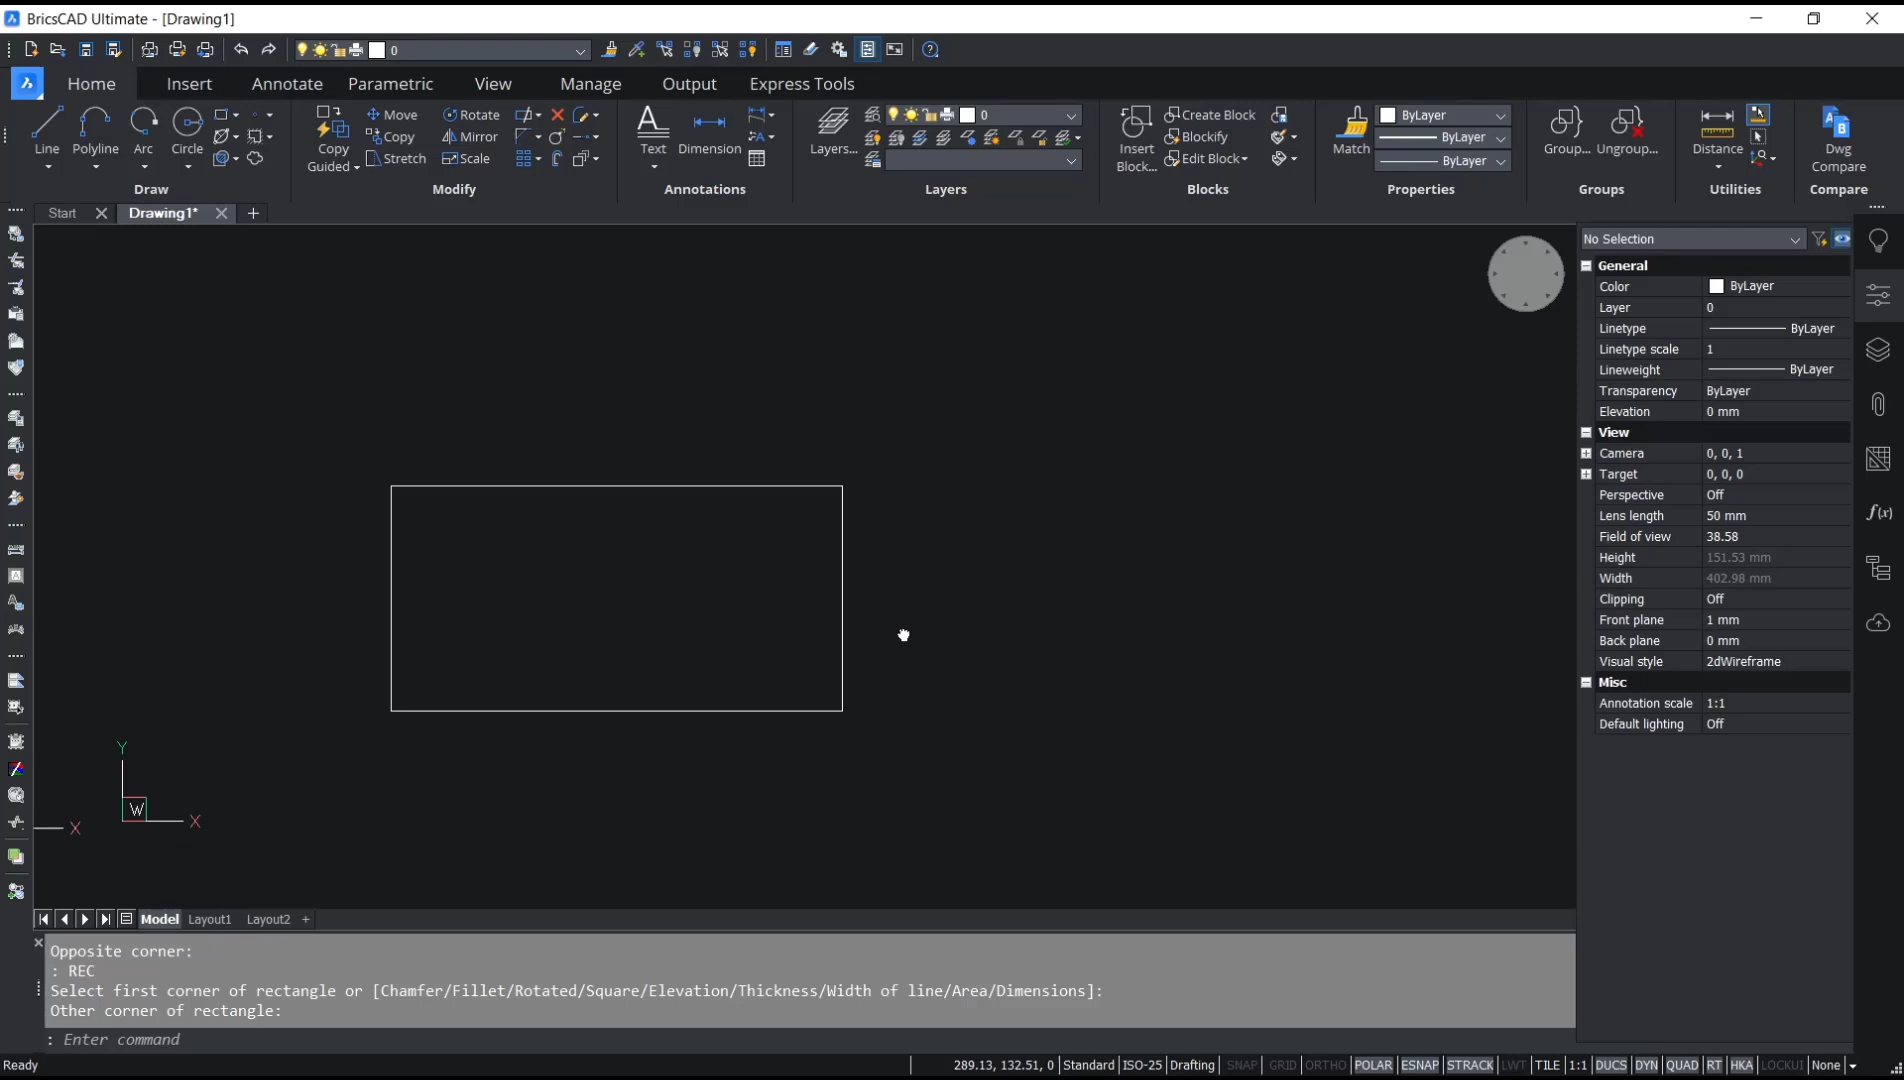 BricsCAD Ultimate - [Drawing1]
0
Home Insert Annotate Parametric View Manage Output Express Tools
Line Polyline Arc Circle
Draw
Copy Guided
Move Rotate
Copy Mirror
Stretch Scale
Modify
Text Dimension
Annotations
Layers...
0
Layers
Insert Block...
Create Block
Blockify
Edit Block
Blocks
Match
ByLayer
ByLayer
ByLayer
Properties
Group... Ungroup...
Groups
Distance
Utilities
Dwg Compare
Compare
Start Drawing1*
No Selection
General
Color ByLayer
Layer 0
Linetype ByLayer
Linetype scale 1
Lineweight ByLayer
Transparency ByLayer
Elevation 0 mm
View
Camera 0, 0, 1
Target 0, 0, 0
Perspective Off
Lens length 50 mm
Field of view 38.58
Height 151.53 mm
Width 402.98 mm
Clipping Off
Front plane 1 mm
Back plane 0 mm
Visual style 2dWireframe
Misc
Annotation scale 1:1
Default lighting Off
f(x)
Y
W X
X
Model Layout1 Layout2 +
Opposite corner:
: REC
Select first corner of rectangle or [Chamfer/Fillet/Rotated/Square/Elevation/Thickness/Width of line/Area/Dimensions]:
Other corner of rectangle:
: Enter command
Ready 289.13, 132.51, 0 Standard ISO-25 Drafting SNAP GRID ORTHO POLAR ESNAP STRACK LWT TILE 1:1 DUCS DYN QUAD RT HKA LOCKUI None